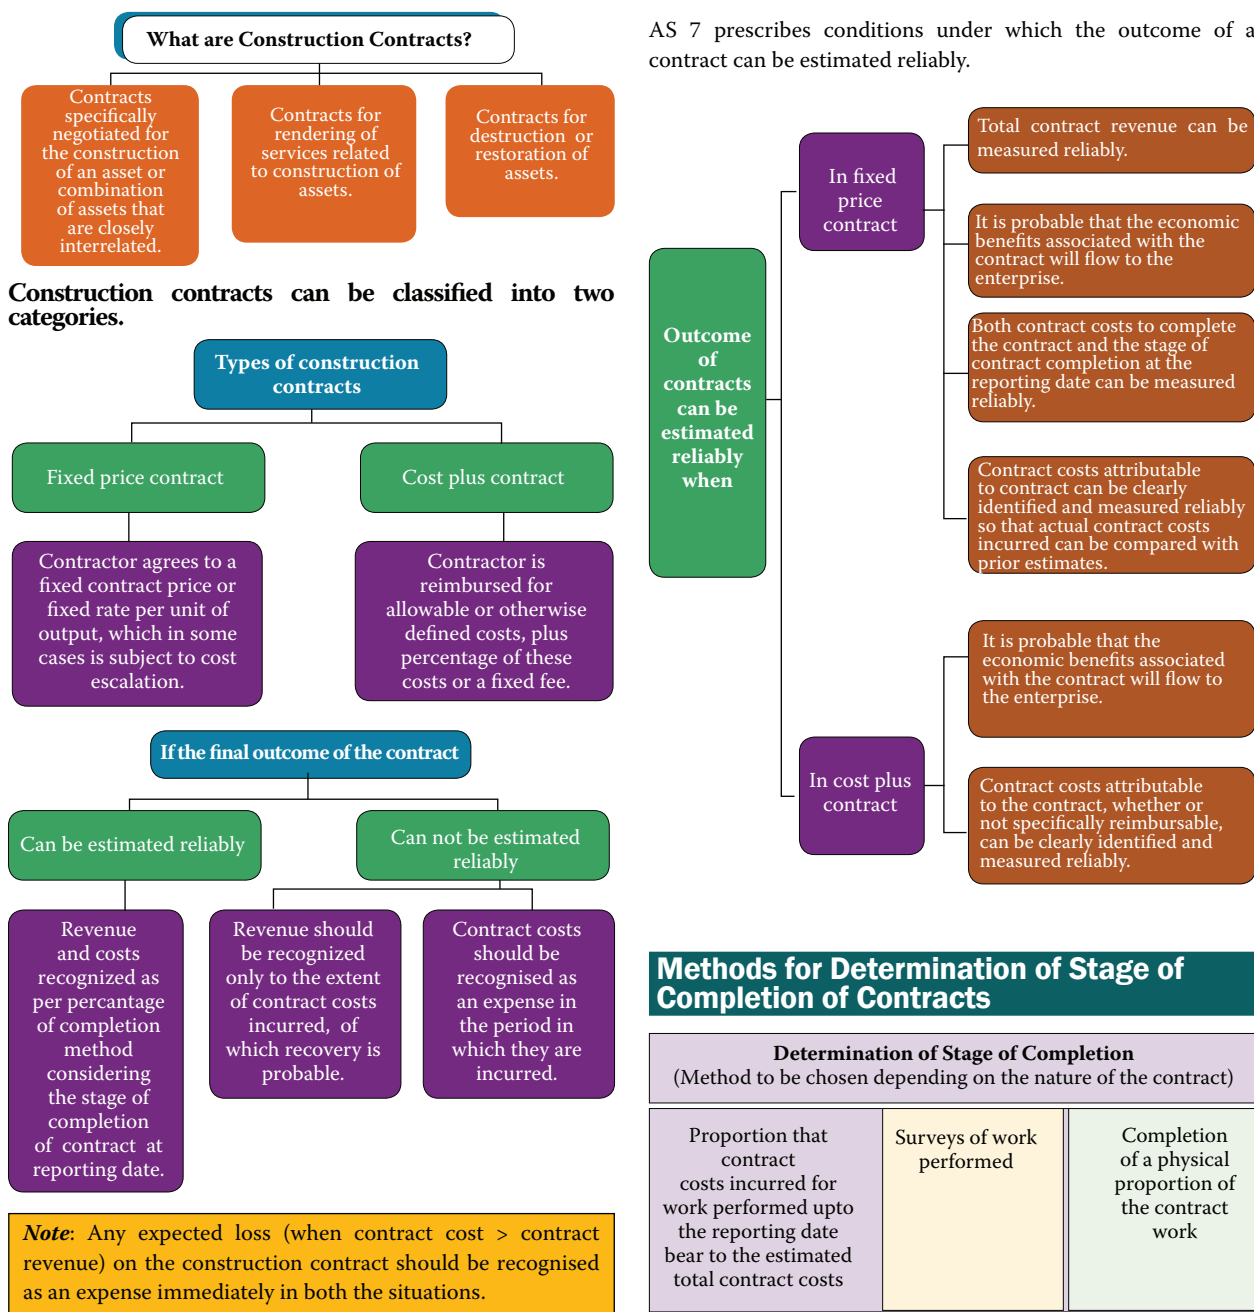 What are Construction Contracts?
Contracts
specifically
negotiated for
the construction
of an asset or
combination
of assets that
are closely
interrelated.
Contracts for
rendering of
services related
to construction of
assets.
Contracts for
destruction or
restoration of
assets.
Construction contracts can be classified into two
categories.
Types of construction
contracts
Fixed price contract
Cost plus contract
Contractor agrees to a
fixed contract price or
fixed rate per unit of
output, which in some
cases is subject to cost
escalation.
Contractor is
reimbursed for
allowable or otherwise
defined costs, plus
percentage of these
costs or a fixed fee.
If the final outcome of the contract
Can be estimated reliably
Can not be estimated
reliably
Revenue
and costs
recognized as
per percantage
of completion
method
considering
the stage of
completion
of contract at
reporting date.
Revenue should
be recognized
only to the extent
of contract costs
incurred, of
which recovery is
probable.
Contract costs
should be
recognised as
an expense in
the period in
which they are
incurred.
Note: Any expected loss (when contract cost > contract
revenue) on the construction contract should be recognised
as an expense immediately in both the situations.
AS 7 prescribes conditions under which the outcome of a
contract can be estimated reliably.
Outcome
of
contracts
can be
estimated
reliably
when
In fixed
price
contract
Total contract revenue can be
measured reliably.
It is probable that the economic
benefits associated with the
contract will flow to the
enterprise.
Both contract costs to complete
the contract and the stage of
contract completion at the
reporting date can be measured
reliably.
Contract costs attributable
to contract can be clearly
identified and measured reliably
so that actual contract costs
incurred can be compared with
prior estimates.
In cost plus
contract
It is probable that the
economic benefits associated
with the contract will flow to
the enterprise.
Contract costs attributable
to the contract, whether or
not specifically reimbursable,
can be clearly identified and
measured reliably.
Methods for Determination of Stage of
Completion of Contracts
Determination of Stage of Completion
(Method to be chosen depending on the nature of the contract)
Proportion that
contract
costs incurred for
work performed upto
the reporting date
bear to the estimated
total contract costs
Surveys of work
performed
Completion
of a physical
proportion of
the contract
work